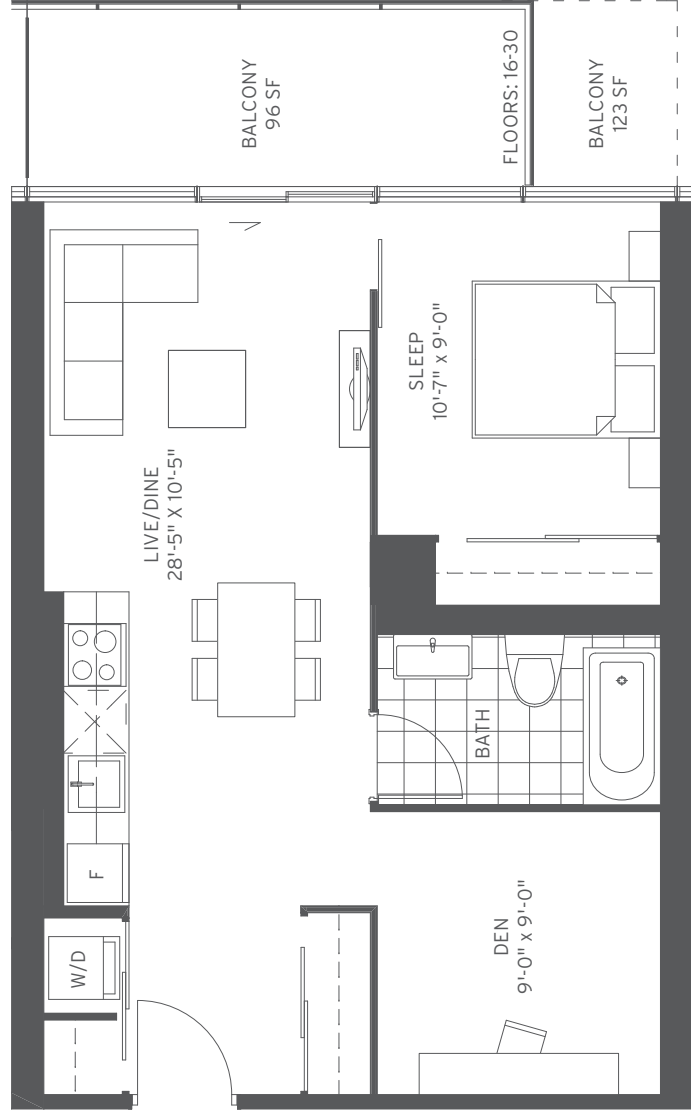 BALCONY
96 SF
FLOORS: 16-30
BALCONY
123 SF
LIVE/DINE
28'-5" X 10'-5"
SLEEP
10'-7" x 9'-0"
BATH
F
W/D
DEN
9'-0" x 9'-0"